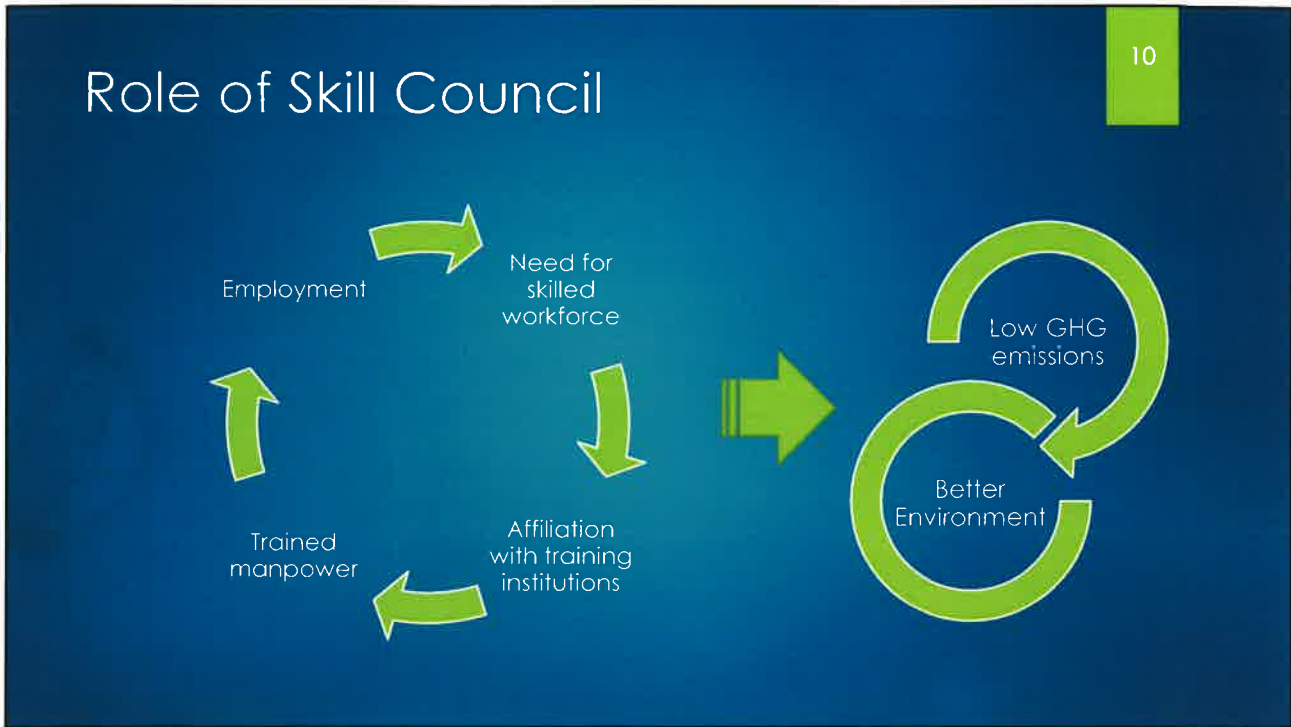 10
Role of Skill Council
Employment
Need for
skilled
workforce
Affiliation
with training
institutions
Trained
manpower
Low GHG
emissions
Better
Environment